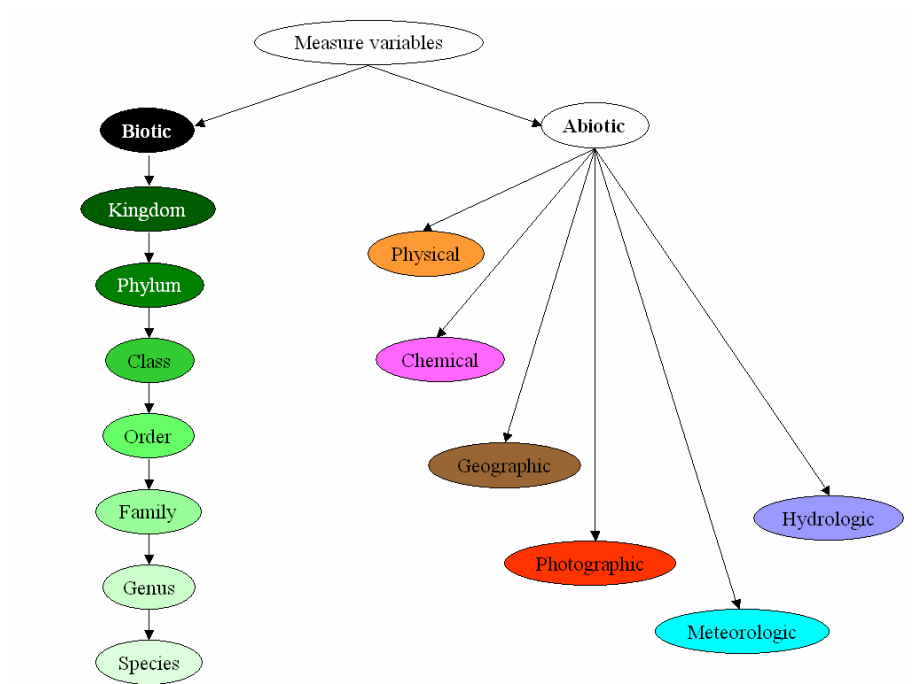 Measure variables
Biotic
Abiotic
Kingdom
Physical
Phylum
Class
Chemical
Order
Geographic
Family
Hydrologic
Photographic
Genus
Meteorologic
Species